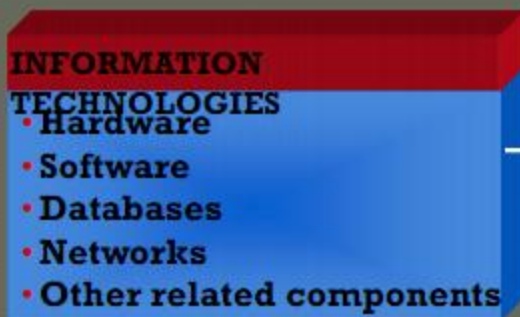 INFORMATION
TECHNOLOGIES
• Hardware
• Software
• Databases
• Networks
• Other related components